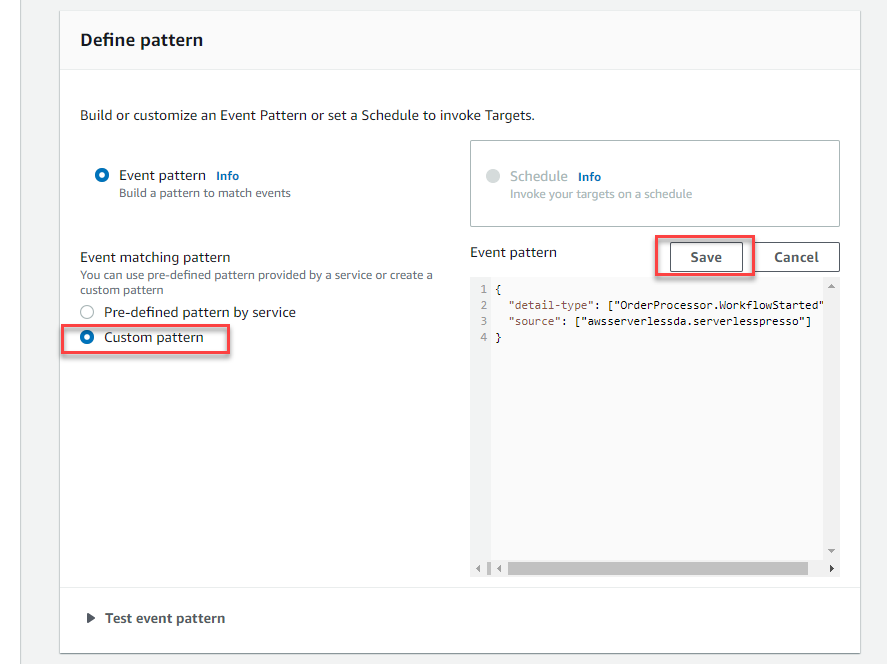 Define pattern
Build or customize an Event Pattern or set a Schedule to invoke Targets.
Event pattern Info
Build a pattern to match events
Schedule Info
Invoke your targets on a schedule
Event matching pattern
You can use pre-defined pattern provided by a service or create a
custom pattern
Pre-defined pattern by service
Custom pattern
Event pattern
Save
Cancel
1 {
2 "detail-type": ["OrderProcessor.WorkflowStarted"
3 "source": ["awsserverlessda.serverlesspresso"]
4 }
Test event pattern